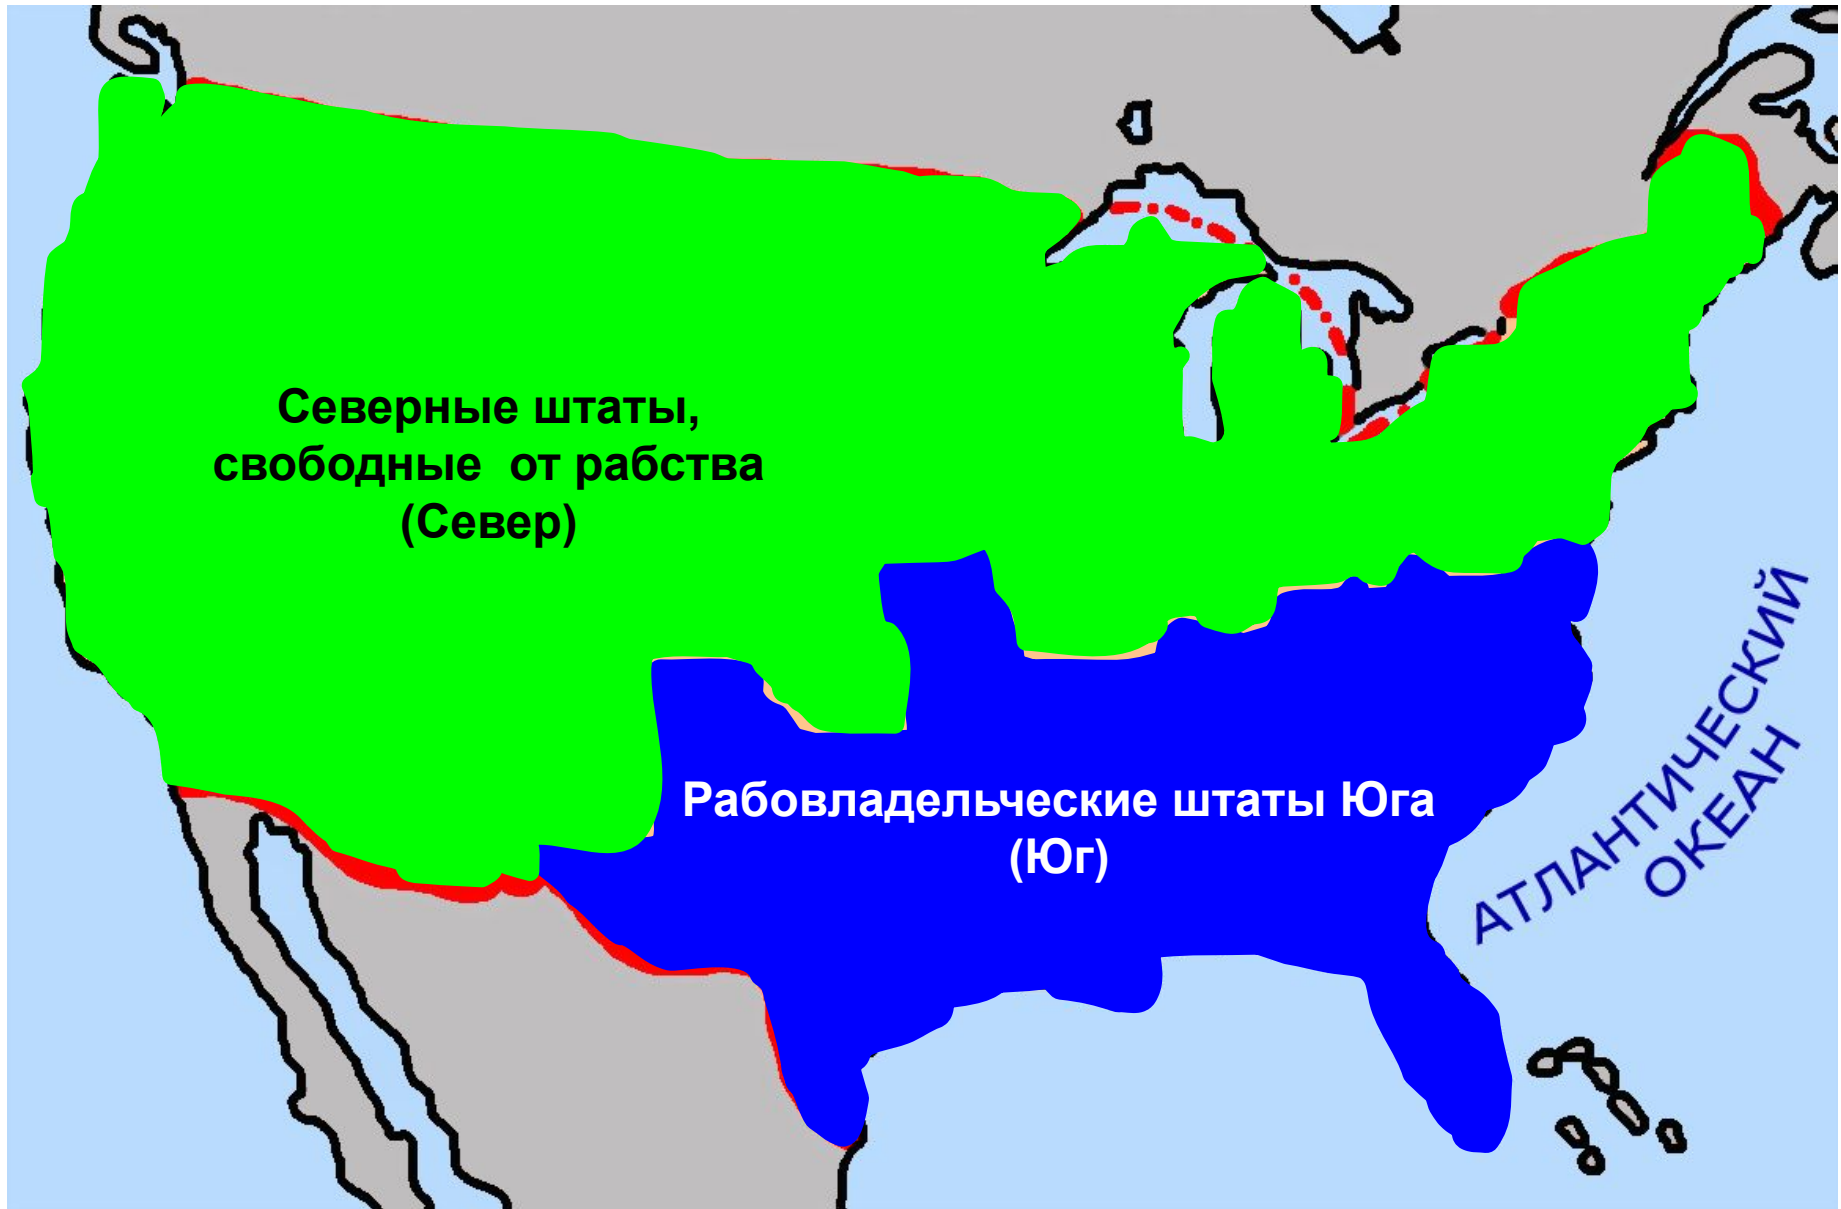 Северные штаты,
свободные  от рабства
(Север)
Рабовладельческие штаты Юга
(Юг)
АТЛАНТИЧЕСКИЙ
ОКЕАН